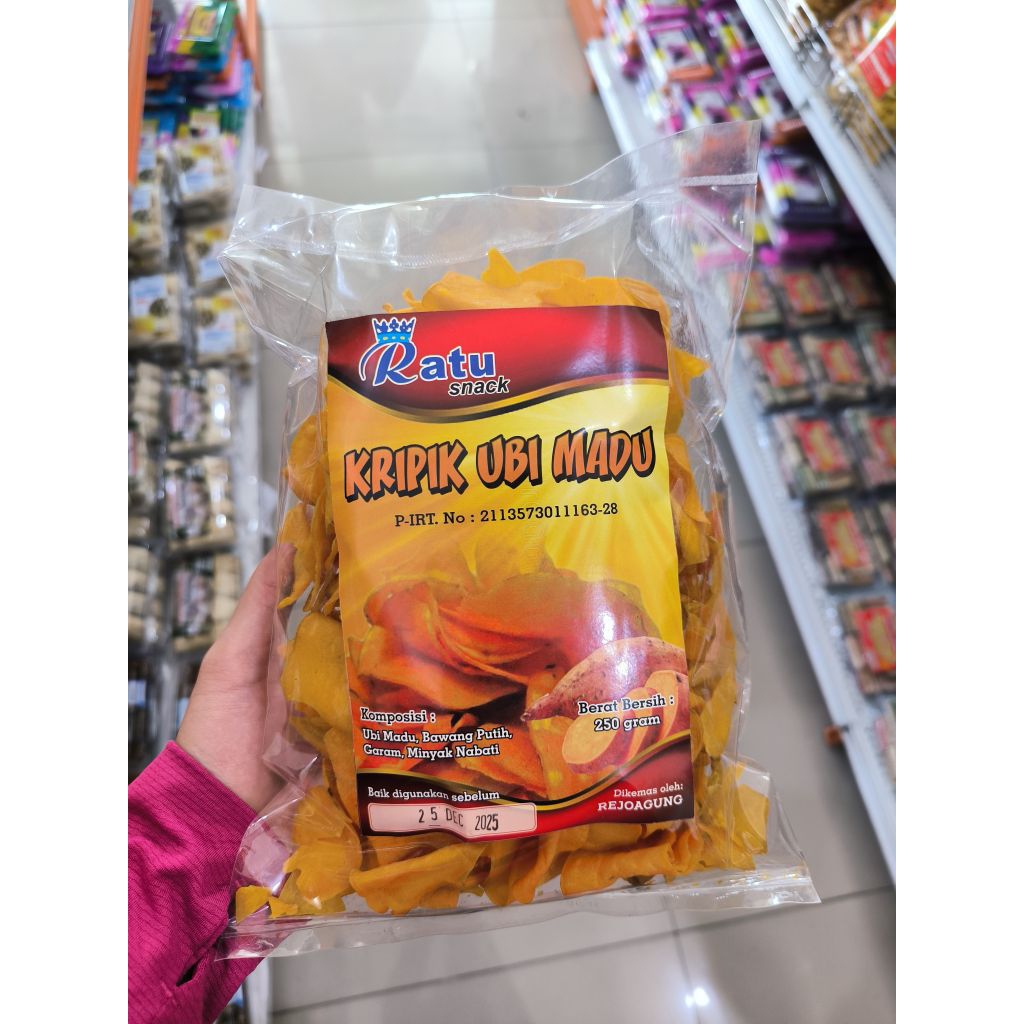 Ratu
snack
KRIPIK UBI MADU
P-IRT. No : 2113573011163-28
Komposisi :
Ubi Madu, Bawang Putih,
Garam, Minyak Nabati
Berat Bersih :
250 gram
Baik digunakan sebelum
25 DEC 2025
Dikemas oleh:
REJOAGUNG